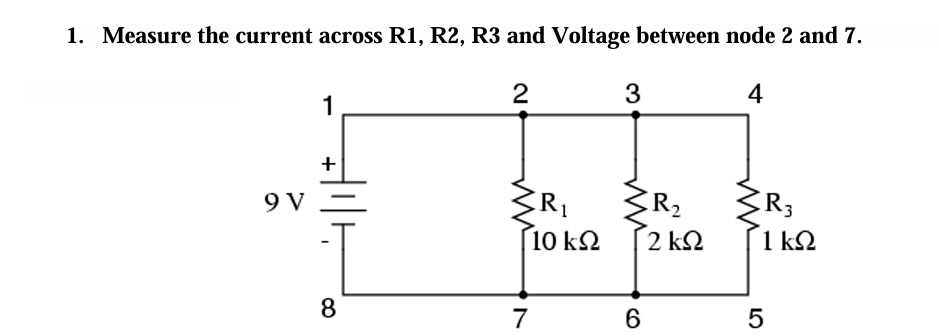 1. Measure the current across R1, R2, R3 and Voltage between node 2 and 7.
1 2 3 4
+
9 V R₁ R₂ R₃
- 10 kΩ 2 kΩ 1 kΩ
8 7 6 5